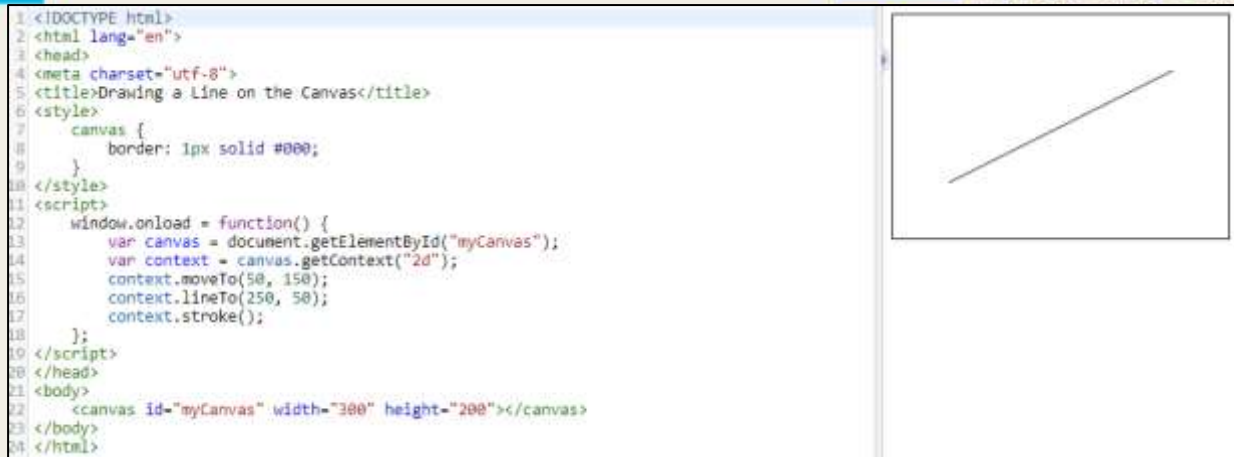 1 <!DOCTYPE html>
2 <html lang="en">
3 <head>
4 <meta charset="utf-8">
5 <title>Drawing a Line on the Canvas</title>
6 <style>
7     canvas {
8         border: 1px solid #000;
9     }
10 </style>
11 <script>
12     window.onload = function() {
13         var canvas = document.getElementById("myCanvas");
14         var context = canvas.getContext("2d");
15         context.moveTo(50, 150);
16         context.lineTo(250, 50);
17         context.stroke();
18     };
19 </script>
20 </head>
21 <body>
22     <canvas id="myCanvas" width="300" height="200"></canvas>
23 </body>
24 </html>